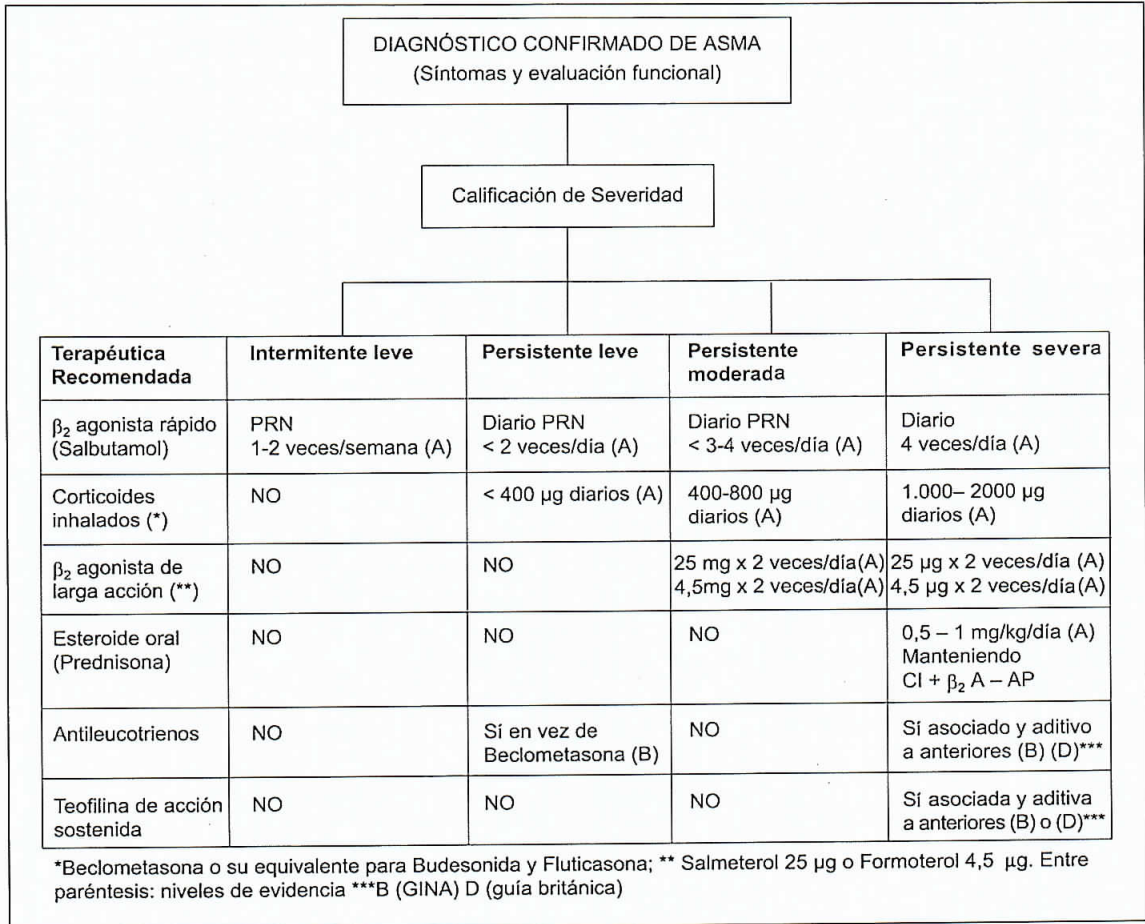 DIAGNÓSTICO CONFIRMADO DE ASMA
(Síntomas y evaluación funcional)
Calificación de Severidad
Terapéutica Recomendada | Intermitente leve | Persistente leve | Persistente moderada | Persistente severa
β₂ agonista rápido (Salbutamol) | PRN 1-2 veces/semana (A) | Diario PRN < 2 veces/día (A) | Diario PRN < 3-4 veces/día (A) | Diario 4 veces/día (A)
Corticoides inhalados (*) | NO | < 400 µg diarios (A) | 400-800 µg diarios (A) | 1.000– 2000 µg diarios (A)
β₂ agonista de larga acción (**) | NO | NO | 25 mg x 2 veces/día(A) 4,5mg x 2 veces/día(A) | 25 µg x 2 veces/día (A) 4,5 µg x 2 veces/día(A)
Esteroide oral (Prednisona) | NO | NO | NO | 0,5 – 1 mg/kg/día (A) Manteniendo CI + β₂ A – AP
Antileucotrienos | NO | Sí en vez de Beclometasona (B) | NO | Sí asociado y aditivo a anteriores (B) (D)***
Teofilina de acción sostenida | NO | NO | NO | Sí asociada y aditiva a anteriores (B) o (D)***
*Beclometasona o su equivalente para Budesonida y Fluticasona; ** Salmeterol 25 µg o Formoterol 4,5 µg. Entre
paréntesis: niveles de evidencia ***B (GINA) D (guía británica)